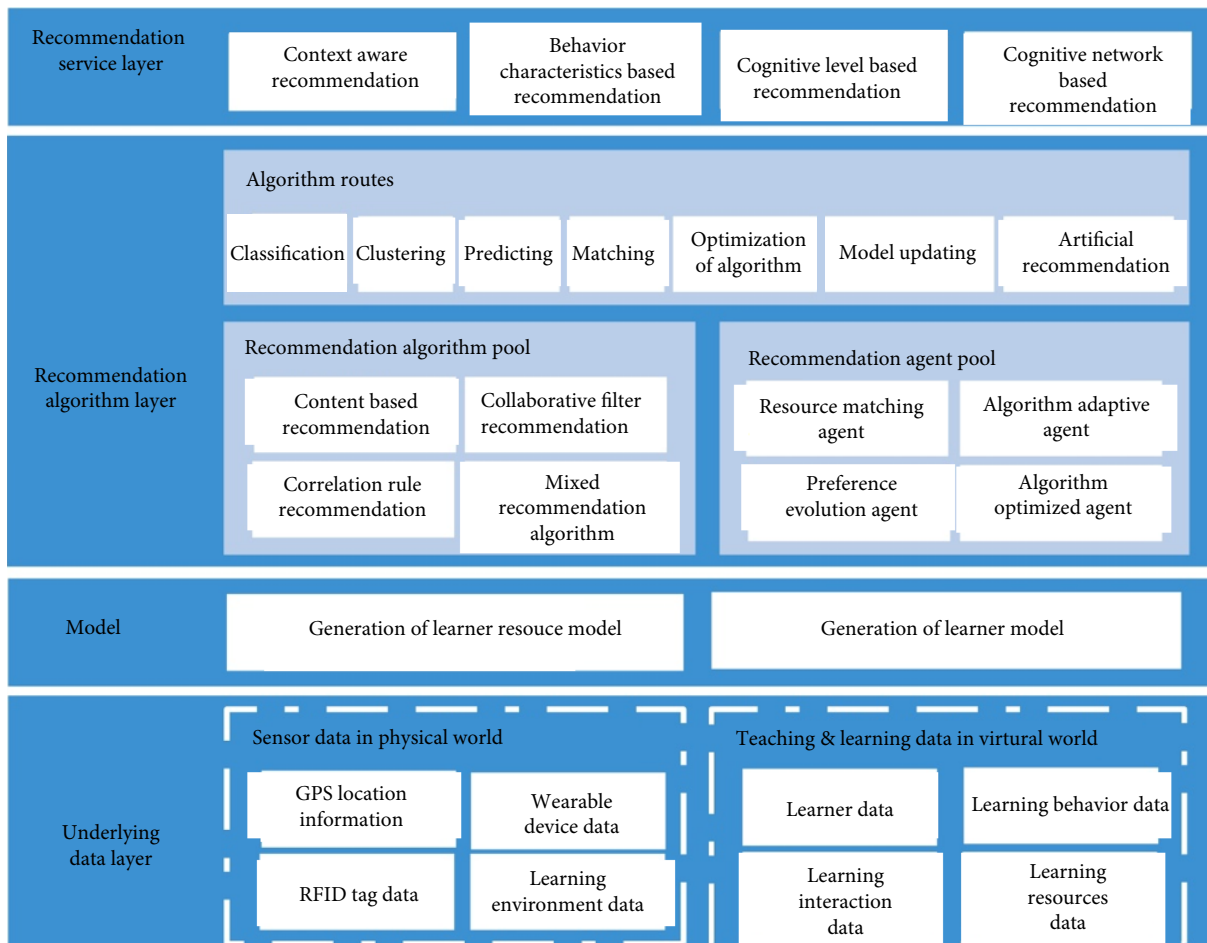 Recommendation
service layer
Context aware
recommendation
Behavior
characteristics based
recommendation
Cognitive level based
recommendation
Cognitive network
based
recommendation
Recommendation
algorithm layer
Algorithm routes
Classification
Clustering
Predicting
Matching
Optimization
of algorithm
Model updating
Artificial
recommendation
Recommendation algorithm pool
Content based
recommendation
Collaborative filter
recommendation
Correlation rule
recommendation
Mixed
recommendation
algorithm
Recommendation agent pool
Resource matching
agent
Algorithm adaptive
agent
Preference
evolution agent
Algorithm
optimized agent
Model
Generation of learner resouce model
Generation of learner model
Underlying
data layer
Sensor data in physical world
GPS location
information
Wearable
device data
RFID tag data
Learning
environment data
Teaching & learning data in virtural world
Learner data
Learning behavior data
Learning
interaction
data
Learning
resources
data